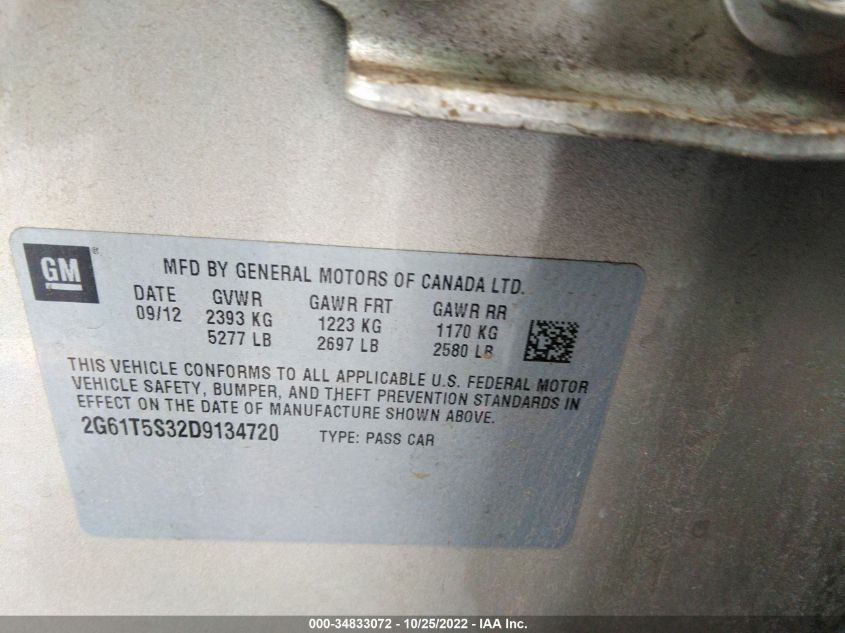 GM ® MFD BY GENERAL MOTORS OF CANADA LTD.
DATE GVWR GAWR FRT GAWR RR
09/12 2393 KG 1223 KG 1170 KG
5277 LB 2697 LB 2580 LB
THIS VEHICLE CONFORMS TO ALL APPLICABLE U.S. FEDERAL MOTOR
VEHICLE SAFETY, BUMPER, AND THEFT PREVENTION STANDARDS IN
EFFECT ON THE DATE OF MANUFACTURE SHOWN ABOVE.
2G61T5S32D9134720 TYPE: PASS CAR
000-34833072 - 10/25/2022 - IAA Inc.